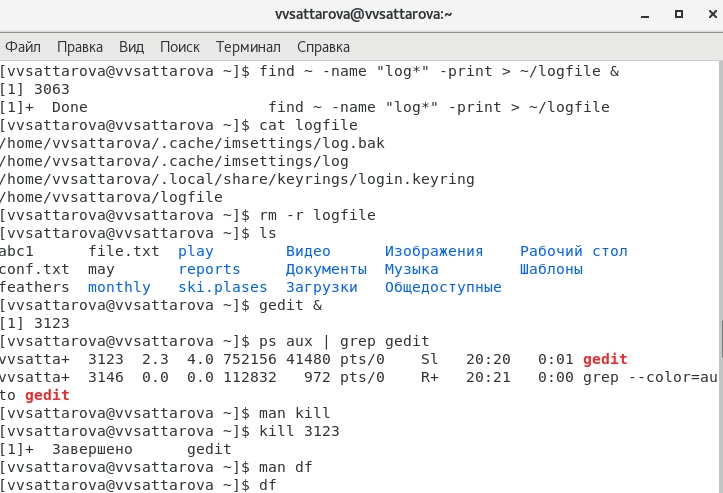 vvsattarova@vvsattarova:~
Файл Правка Вид Поиск Терминал Справка
[vvsattarova@vvsattarova ~]$ find ~ -name "log*" -print > ~/logfile &
[1] 3063
[1]+  Done                    find ~ -name "log*" -print > ~/logfile
[vvsattarova@vvsattarova ~]$ cat logfile
/home/vvsattarova/.cache/imsettings/log.bak
/home/vvsattarova/.cache/imsettings/log
/home/vvsattarova/.local/share/keyrings/login.keyring
/home/vvsattarova/logfile
[vvsattarova@vvsattarova ~]$ rm -r logfile
[vvsattarova@vvsattarova ~]$ ls
abc1      file.txt  play        Видео      Изображения    Рабочий стол
conf.txt  may       reports     Документы  Музыка         Шаблоны
feathers  monthly   ski.plases  Загрузки   Общедоступные
[vvsattarova@vvsattarova ~]$ gedit &
[1] 3123
[vvsattarova@vvsattarova ~]$ ps aux | grep gedit
vvsatta+  3123  2.3  4.0 752156 41480 pts/0    Sl   20:20   0:01 gedit
vvsatta+  3146  0.0  0.0 112832   972 pts/0    R+   20:21   0:00 grep --color=au
to gedit
[vvsattarova@vvsattarova ~]$ man kill
[vvsattarova@vvsattarova ~]$ kill 3123
[1]+  Завершено      gedit
[vvsattarova@vvsattarova ~]$ man df
[vvsattarova@vvsattarova ~]$ df